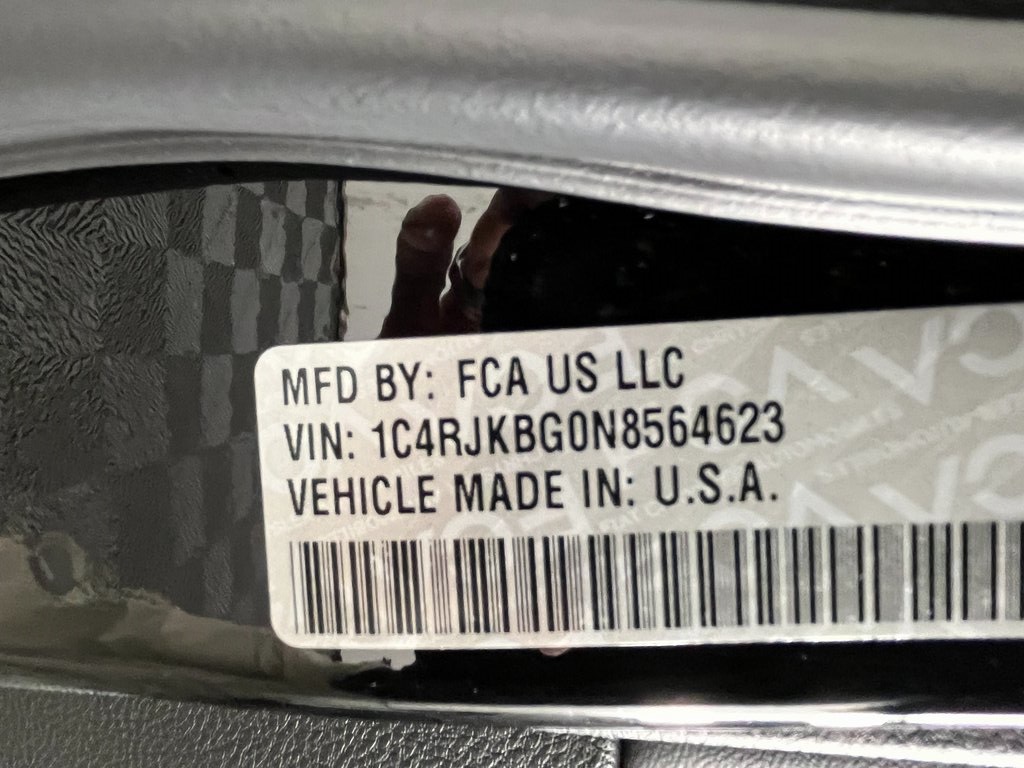 MFD BY: FCA US LLC
VIN: 1C4RJKBG0N8564623
VEHICLE MADE IN: U.S.A.